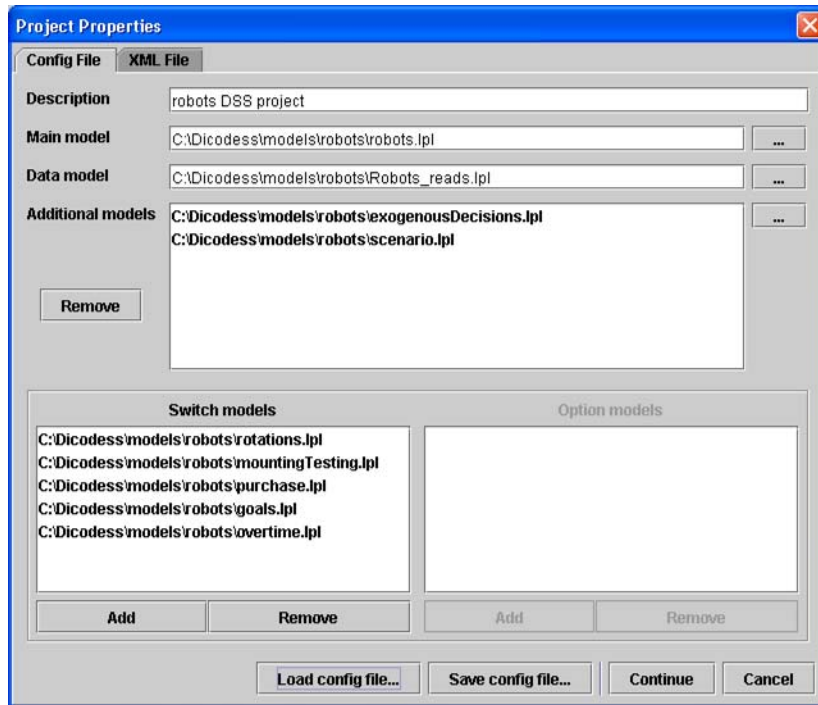 Project Properties
Config File XML File
Description robots DSS project
Main model C:\Dicodess\models\robots\robots.lpl ...
Data model C:\Dicodess\models\robots\Robots_reads.lpl ...
Additional models C:\Dicodess\models\robots\exogenousDecisions.lpl ...
C:\Dicodess\models\robots\scenario.lpl
Remove
Switch models Option models
C:\Dicodess\models\robots\rotations.lpl
C:\Dicodess\models\robots\mountingTesting.lpl
C:\Dicodess\models\robots\purchase.lpl
C:\Dicodess\models\robots\goals.lpl
C:\Dicodess\models\robots\overtime.lpl
Add Remove Add Remove
Load config file... Save config file... Continue Cancel